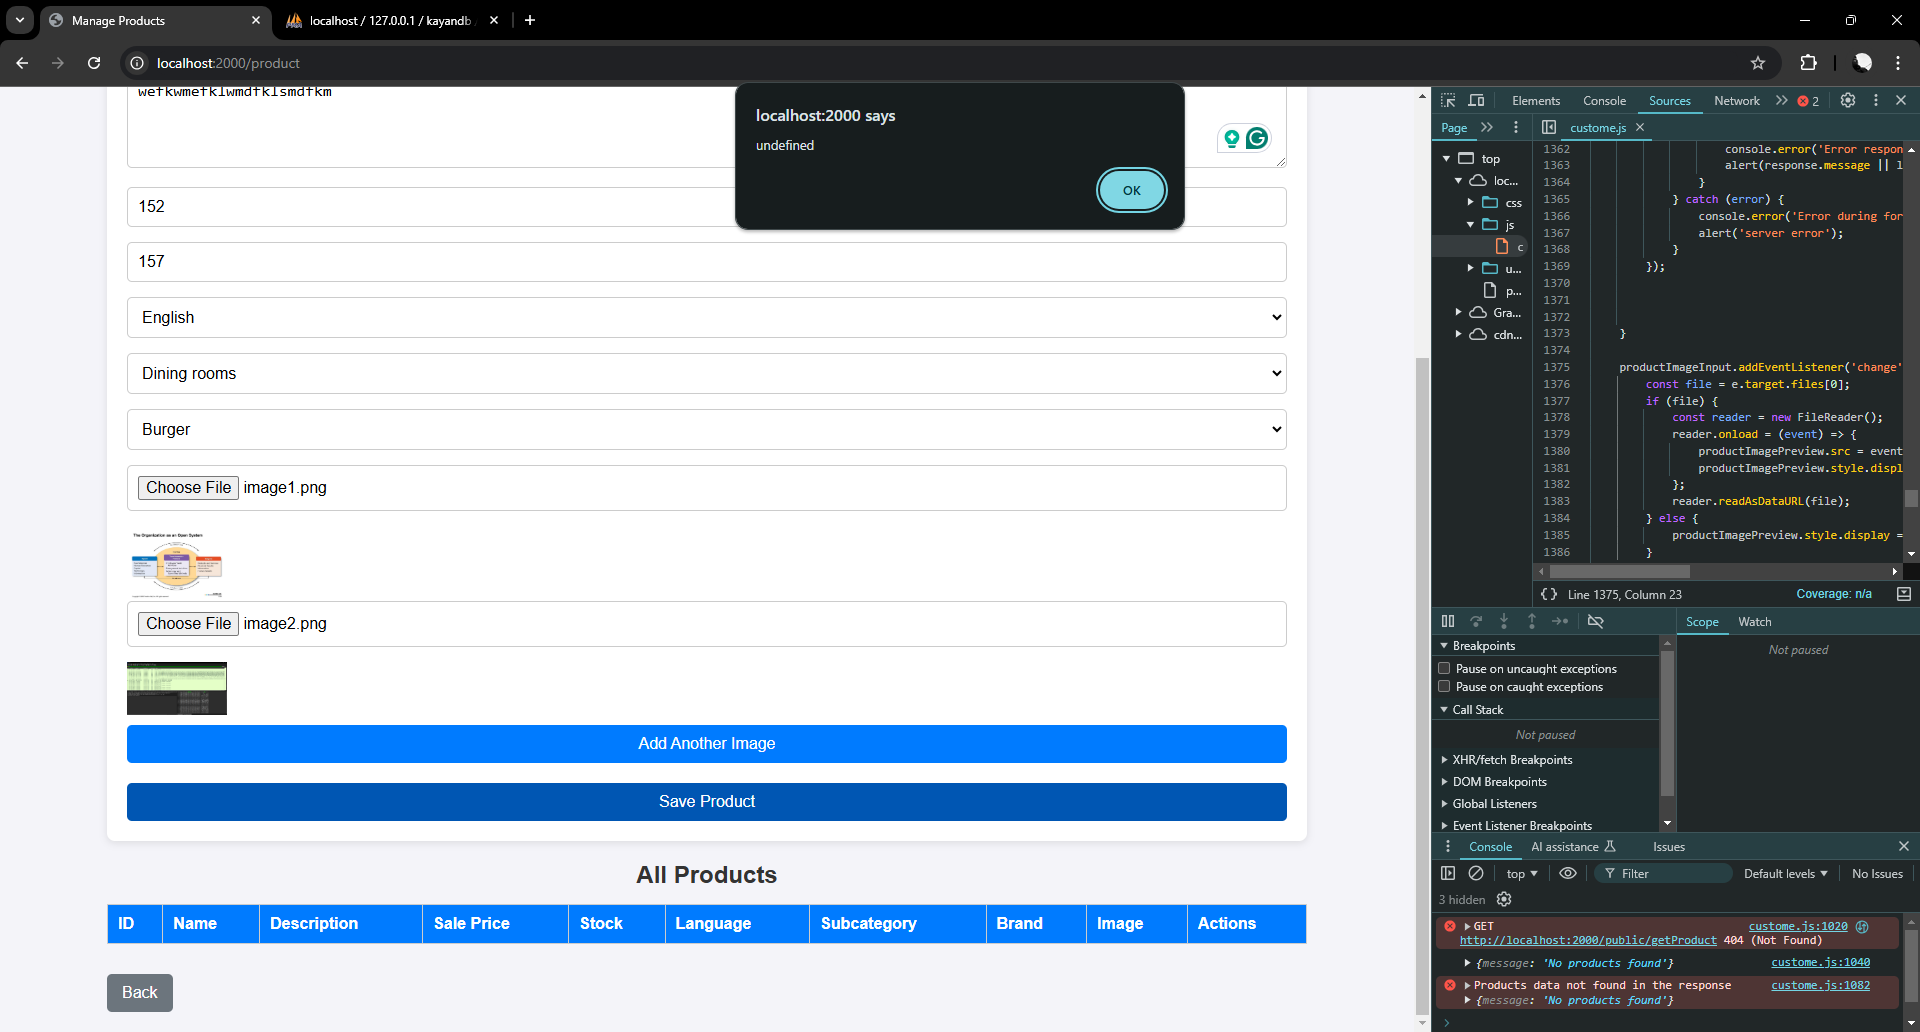 Manage Products
localhost / 127.0.0.1 / kayandb
localhost:2000/product
wefkwmefklwmdfklsmdfkm
localhost:2000 says
undefined
OK
152
157
English
Dining rooms
Burger
Choose File image1.png
The Organization as an Open System
Choose File image2.png
Add Another Image
Save Product
All Products
ID Name Description Sale Price Stock Language Subcategory Brand Image Actions
Back
Elements Console Sources Network 2
Page custome.js
top
loc...
css
js
c
u...
p...
Gra...
cdn...
1362 console.error('Error respon
1363 alert(response.message || l
1364 }
1365 } catch (error) {
1366 console.error('Error during for
1367 alert('server error');
1368 }
1369 });
1370
1371
1372
1373 }
1374
1375 productImageInput.addEventListener('change'
1376 const file = e.target.files[0];
1377 if (file) {
1378 const reader = new FileReader();
1379 reader.onload = (event) => {
1380 productImagePreview.src = event
1381 productImagePreview.style.displ
1382 };
1383 reader.readAsDataURL(file);
1384 } else {
1385 productImagePreview.style.display =
1386 }
{} Line 1375, Column 23 Coverage: n/a
Scope Watch
Not paused
Breakpoints
Pause on uncaught exceptions
Pause on caught exceptions
Call Stack
Not paused
XHR/fetch Breakpoints
DOM Breakpoints
Global Listeners
Event Listener Breakpoints
Console AI assistance Issues
top Filter Default levels No Issues
3 hidden
GET custome.js:1020
http://localhost:2000/public/getProduct 404 (Not Found)
{message: 'No products found'} custome.js:1040
Products data not found in the response custome.js:1082
{message: 'No products found'}